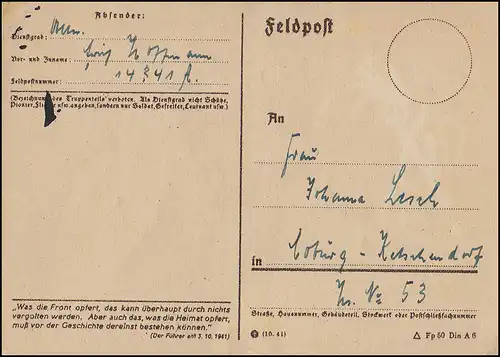 Absender:
Dienstgrad:
Vor- und Zuname: Hoffmann
Feldpostnummer: 14341 A.
(Bezeichnung des Truppenteils verboten. Als Dienstgrad nicht Schütze,
Pionier, Flieger usw. angeben, sondern nur Soldat, Gefreiter, Leutnant usw.)
„Was die Front opfert, das kann überhaupt durch nichts
vergolten werden. Aber auch das, was die Heimat opfert,
muß vor der Geschichte dereinst bestehen können.“
(Der Führer am 3. 10. 1941)
Feldpost
An
Frau
Johanna Lesch
in Coburg - Ketschendorf
Hs. No 53
Straße, Hausnummer, Gebäudeteil, Stockwerk oder Postschließfachnummer
(10. 41)
Fp 50 Din A 6